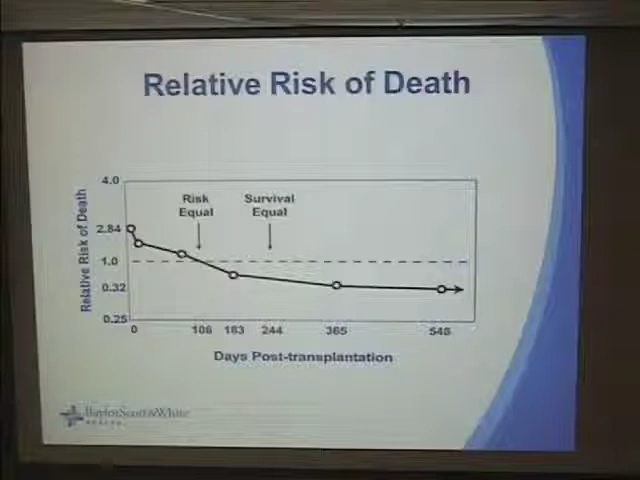 Relative Risk of Death
4.0
Risk Equal
Survival Equal
2.84
1.0
0.32
0.25
Relative Risk of Death
0 106 183 244 365 548
Days Post-transplantation
BaylorScott&White
HEALTH